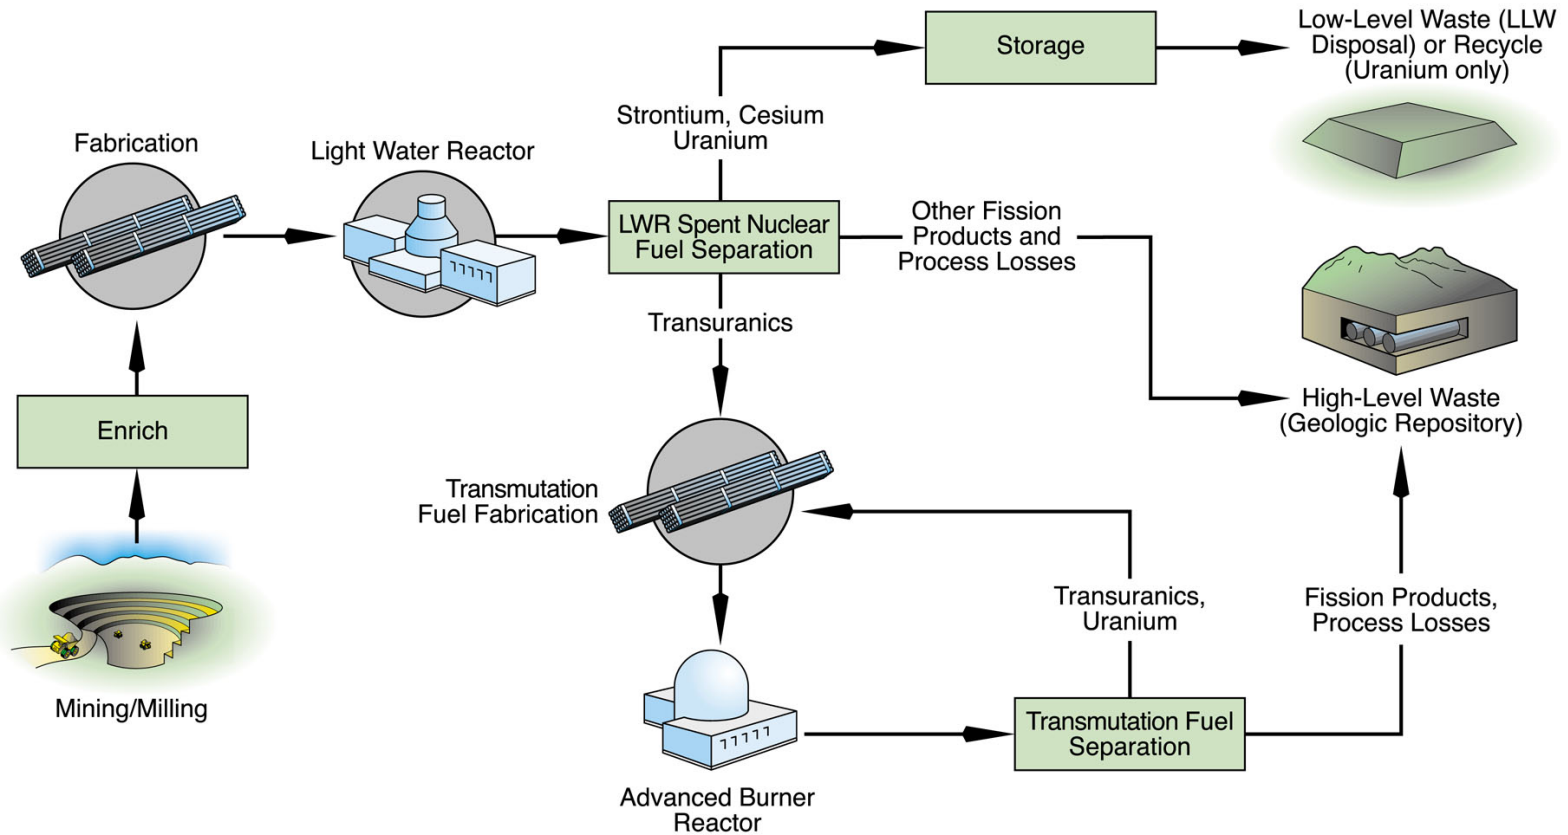 Storage
Low-Level Waste (LLW
Disposal) or Recycle
(Uranium only)
Strontium, Cesium
Uranium
Fabrication
Light Water Reactor
LWR Spent Nuclear
Fuel Separation
Other Fission
Products and
Process Losses
Transuranics
High-Level Waste
(Geologic Repository)
Enrich
Transmutation
Fuel Fabrication
Transuranics,
Uranium
Fission Products,
Process Losses
Mining/Milling
Transmutation Fuel
Separation
Advanced Burner
Reactor